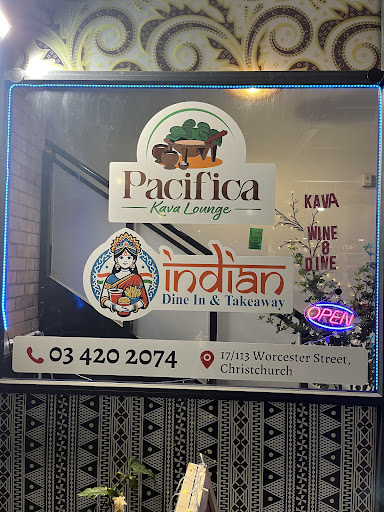 Pacifica
Kava Lounge
KAVA
WINE
&
DINE
indian
Dine In & Takeaway
OPEN
03 420 2074
17/113 Worcester Street,
Christchurch